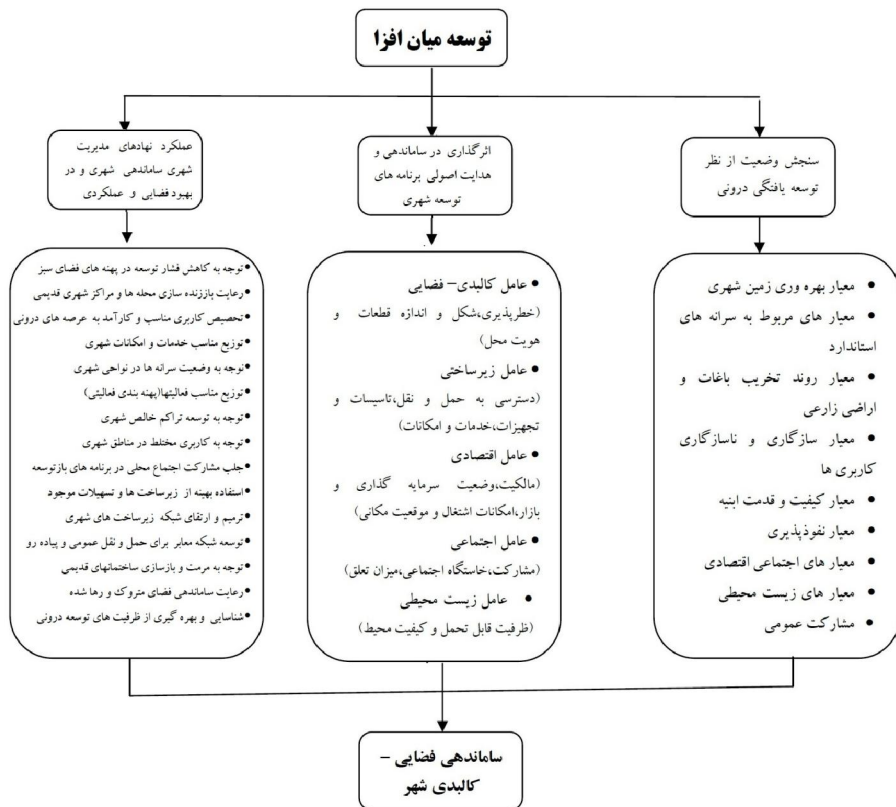 توسعه میان افزا
سنجش وضعیت از نظر
توسعه یافتگی درونی
اثرگذاری در ساماندهی و
هدایت اصولی برنامه های
توسعه شهری
عملکرد نهادهای مدیریت
شهری ساماندهی شهری و در
بهبود فضایی و عملکردی
• معیار بهره وری زمین شهری
• معیار های مربوط به سرانه های
استاندارد
• معیار روند تخریب باغات و
اراضی زارعی
• معیار سازگاری و ناسازگاری
کاربری ها
• معیار کیفیت و قدمت ابنیه
• معیار نفوذپذیری
• معیار های اجتماعی اقتصادی
• معیار های زیست محیطی
• مشارکت عمومی
• عامل کالبدی– فضایی
(خطرپذیری،شکل و اندازه قطعات و
هویت محل)
• عامل زیرساختی
(دسترسی به حمل و نقل،تاسیسات و
تجهیزات،خدمات و امکانات)
• عامل اقتصادی
(مالکیت،وضعیت سرمایه گذاری و
بازار،امکانات اشتغال و موقعیت مکانی)
• عامل اجتماعی
(مشارکت،خاستگاه اجتماعی،میزان تعلق)
• عامل زیست محیطی
(ظرفیت قابل تحمل و کیفیت محیط)
• توجه به کاهش فشار توسعه در پهنه های فضای سبز
• رعایت باززنده سازی محله ها و مراکز شهری قدیمی
• تخصیص کاربری مناسب و کارآمد به عرصه های درونی
• توزیع مناسب خدمات و امکانات شهری
• توجه به وضعیت سرانه ها در نواحی شهری
• توزیع مناسب فعالیتها(پهنه بندی فعالیتی)
• توجه به توسعه تراکم خالص شهری
• توجه به کاربری مختلط در مناطق شهری
• جلب مشارکت اجتماع محلی در برنامه های بازتوسعه
• استفاده بهینه از زیرساخت ها و تسهیلات موجود
• ترمیم و ارتقای شبکه زیرساخت های شهری
• توسعه شبکه معابر برای حمل و نقل عمومی و پیاده رو
• توجه به مرمت و بازسازی ساختمانهای قدیمی
• رعایت ساماندهی فضای متروک و رها شده
• شناسایی و بهره گیری از ظرفیت های توسعه درونی
ساماندهی فضایی –
کالبدی شهر